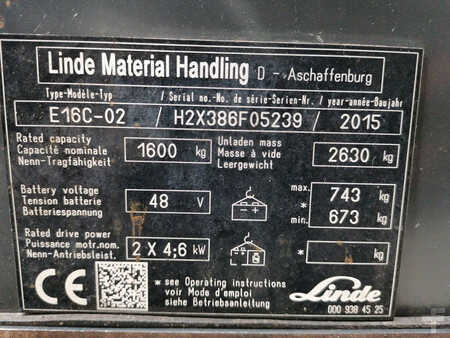 Linde Material Handling D - Aschaffenburg
Type-Modèle-Typ / Serial no.-No. de série-Serien-Nr. / year-année-Baujahr
E16C-02 / H2X386F05239 / 2015
Rated capacity
Capacité nominale
Nenn-Tragfähigkeit
1600 kg
Unladen mass
Masse à vide
Leergewicht
2630 kg
Battery voltage
Tension batterie
Batteriespannung
48 V
max. 743 kg
*
min. 673 kg
Rated drive power
Puissance motr.nom.
Nenn-Antriebsleist.
2 X 4;6 kW
* kg
CE
* see Operating instructions
voir Mode d'emploi
siehe Betriebsanleitung
Linde
000 938 45 25